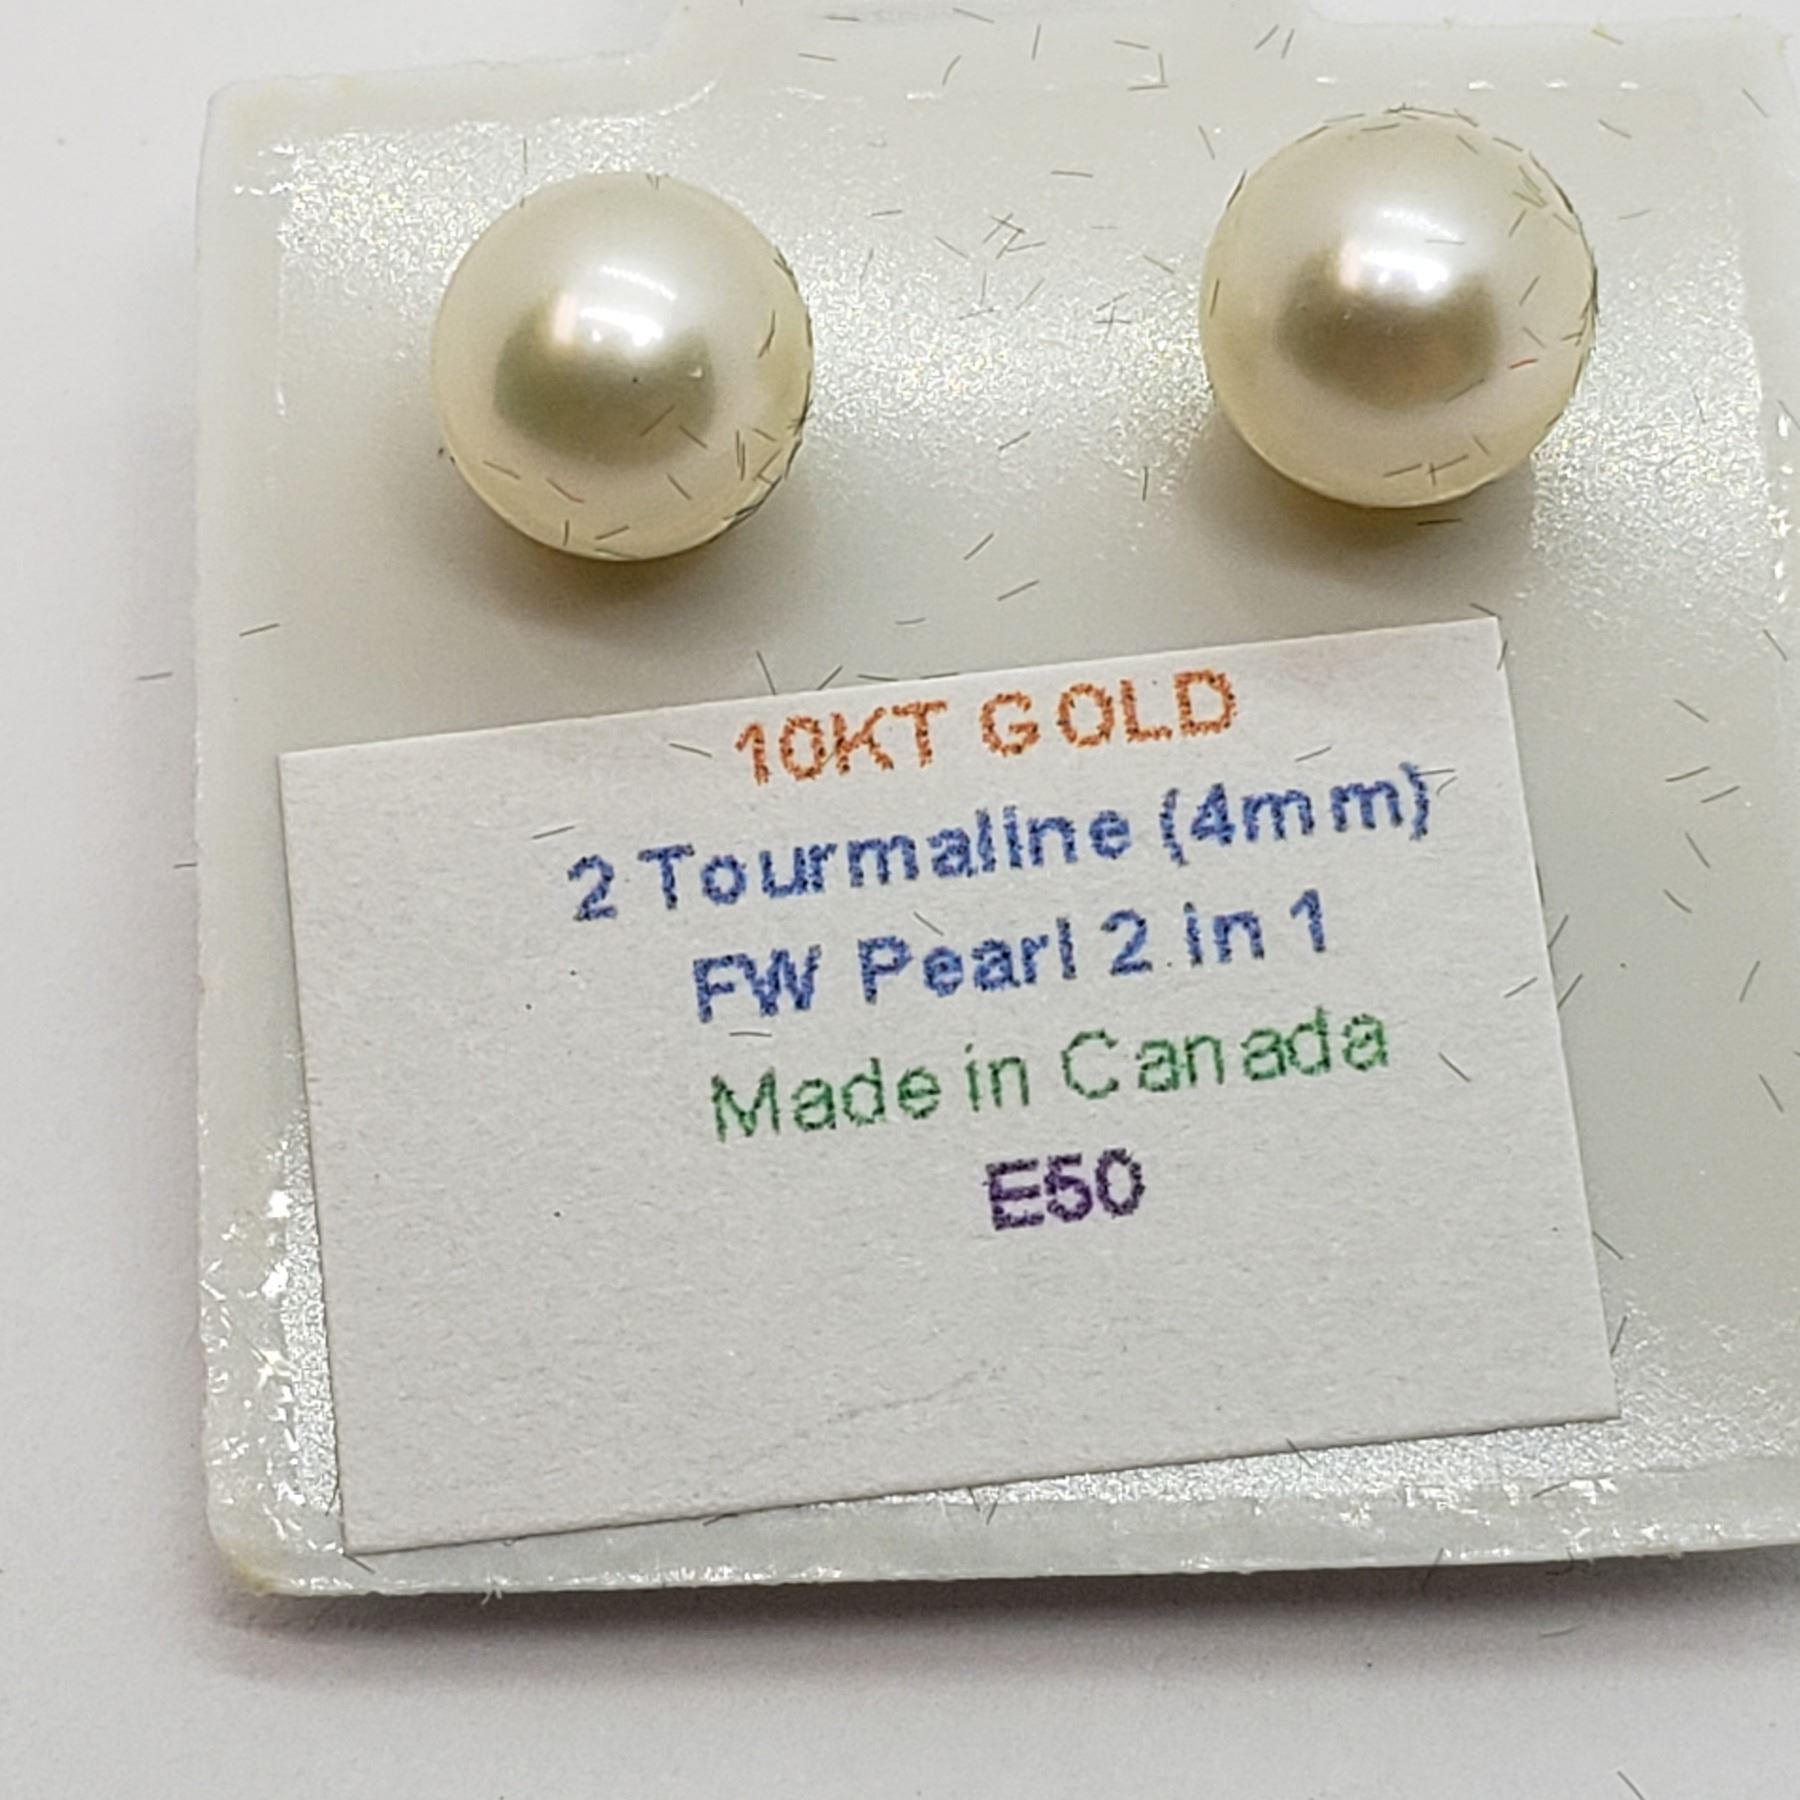 10KT GOLD
2 Tourmaline (4mm)
FW Pearl 2 in 1
Made in Canada
E50